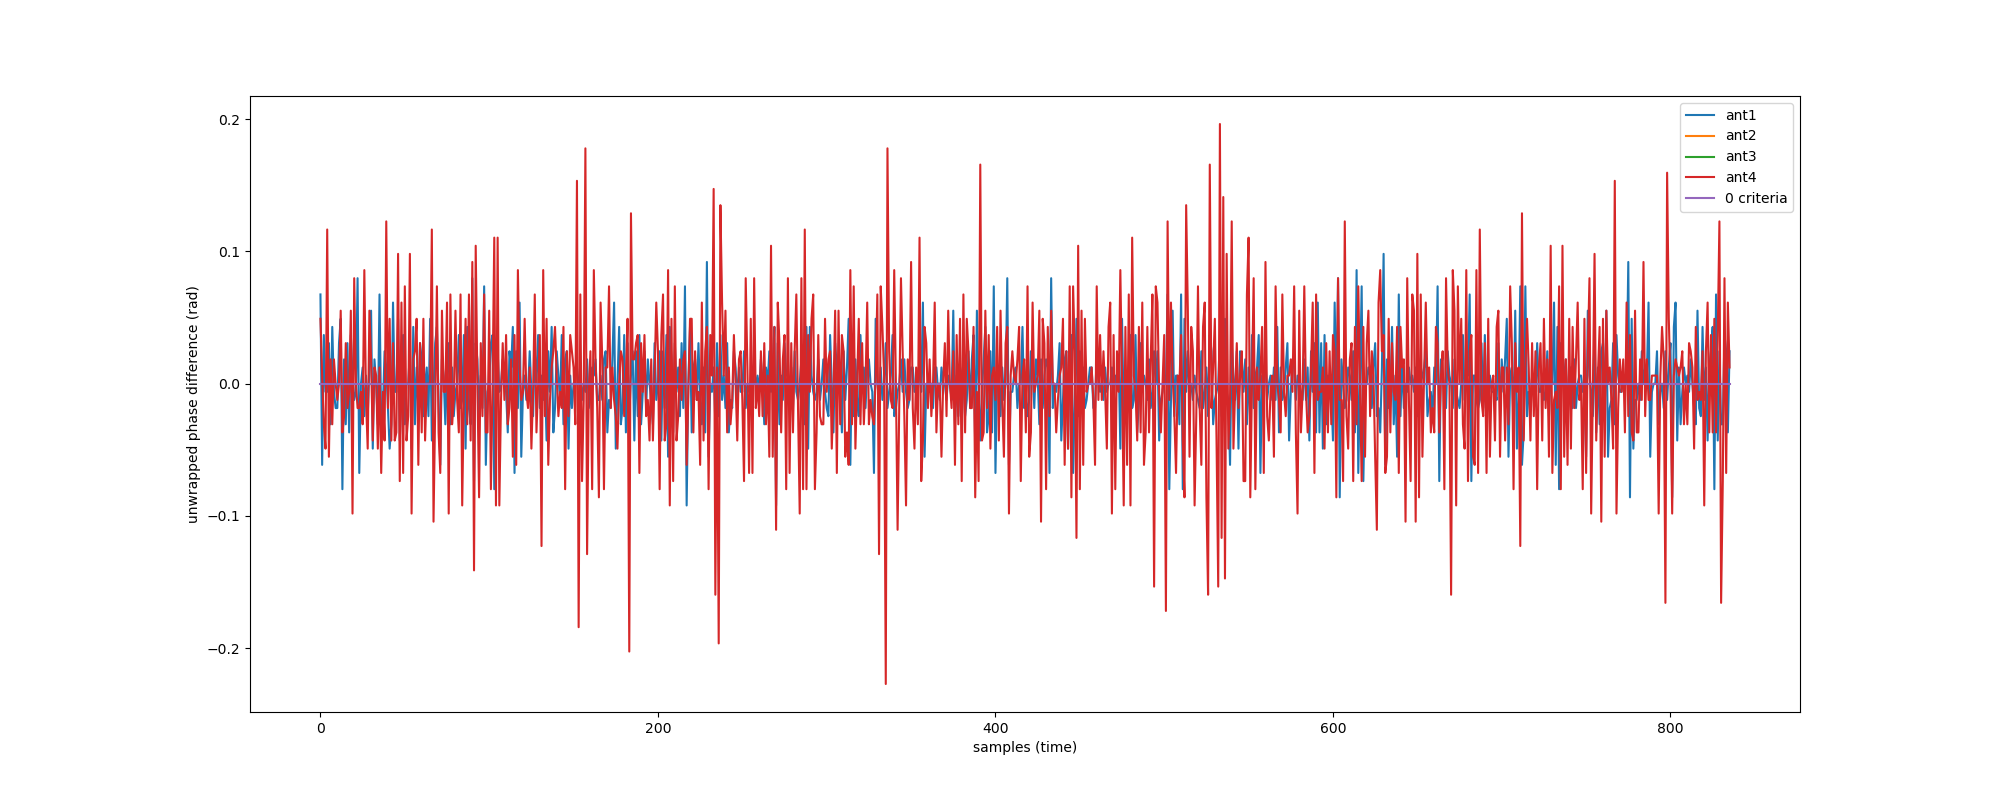 0.2
0.1
0.0
−0.1
−0.2
unwrapped phase difference (rad)
0
200
400
600
800
samples (time)
ant1
ant2
ant3
ant4
0 criteria